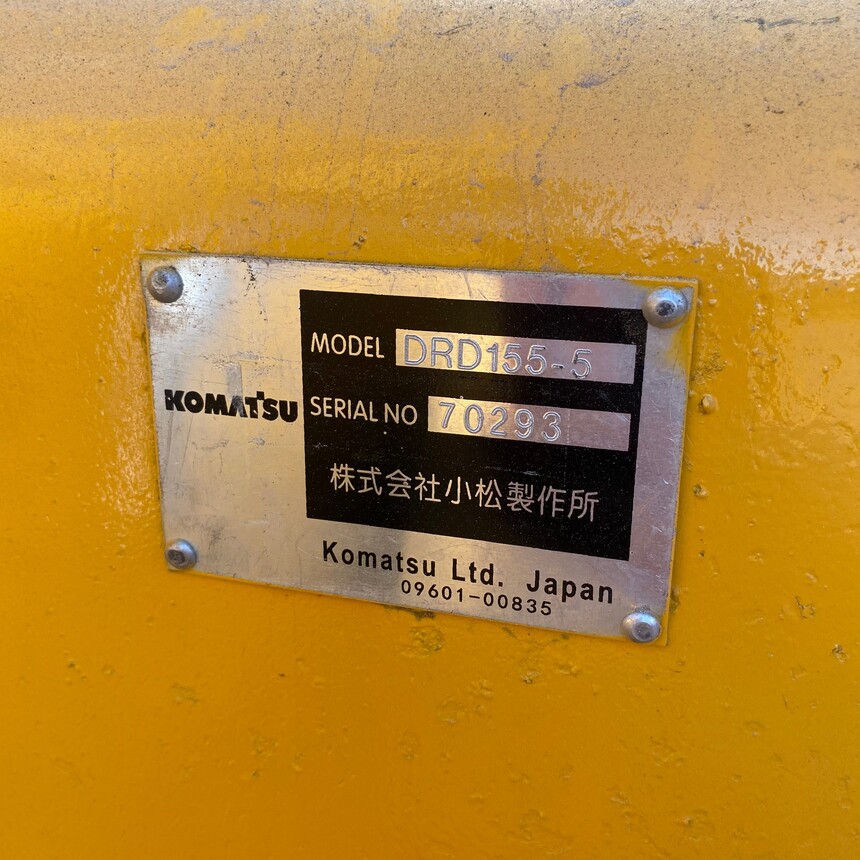 KOMATSU
MODEL DRD155-5
SERIAL NO 70293
株式会社小松製作所
Komatsu Ltd. Japan
09601-00835